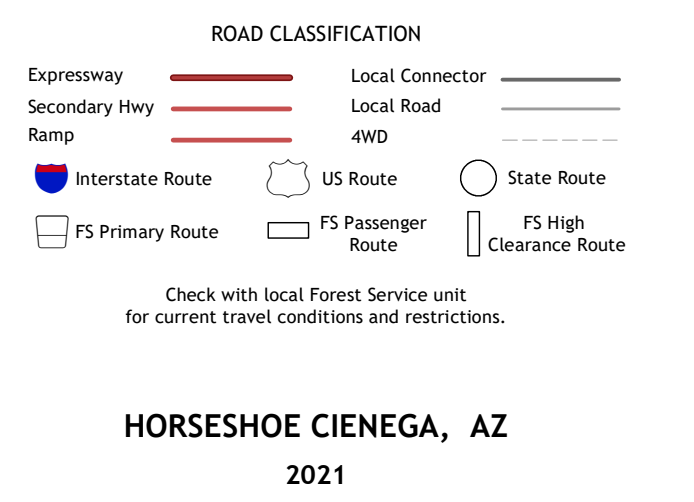 ROAD CLASSIFICATION
Expressway
Local Connector
Secondary Hwy
Local Road
Ramp
4WD
Interstate Route
US Route
State Route
FS Primary Route
FS Passenger
Route
FS High
Clearance Route
Check with local Forest Service unit
for current travel conditions and restrictions.
HORSESHOE CIENEGA, AZ
2021